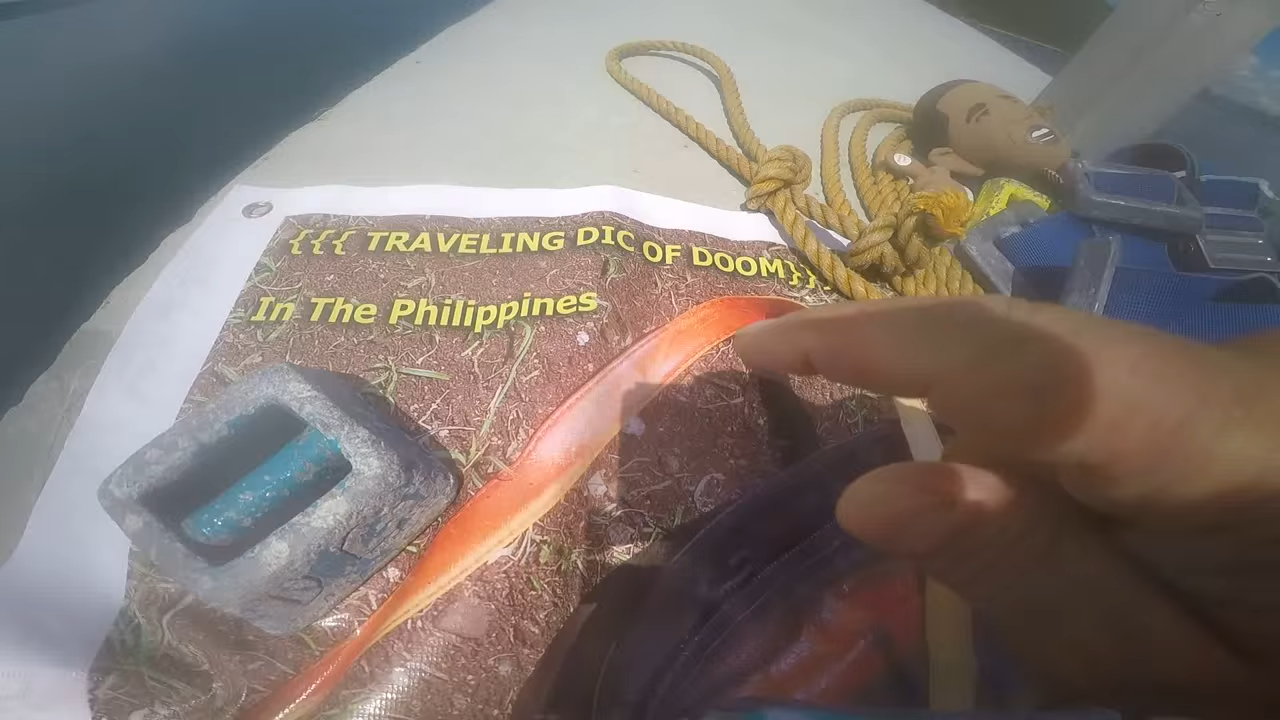 {{{ TRAVELING DIC OF DOOM}}}
In The Philippines